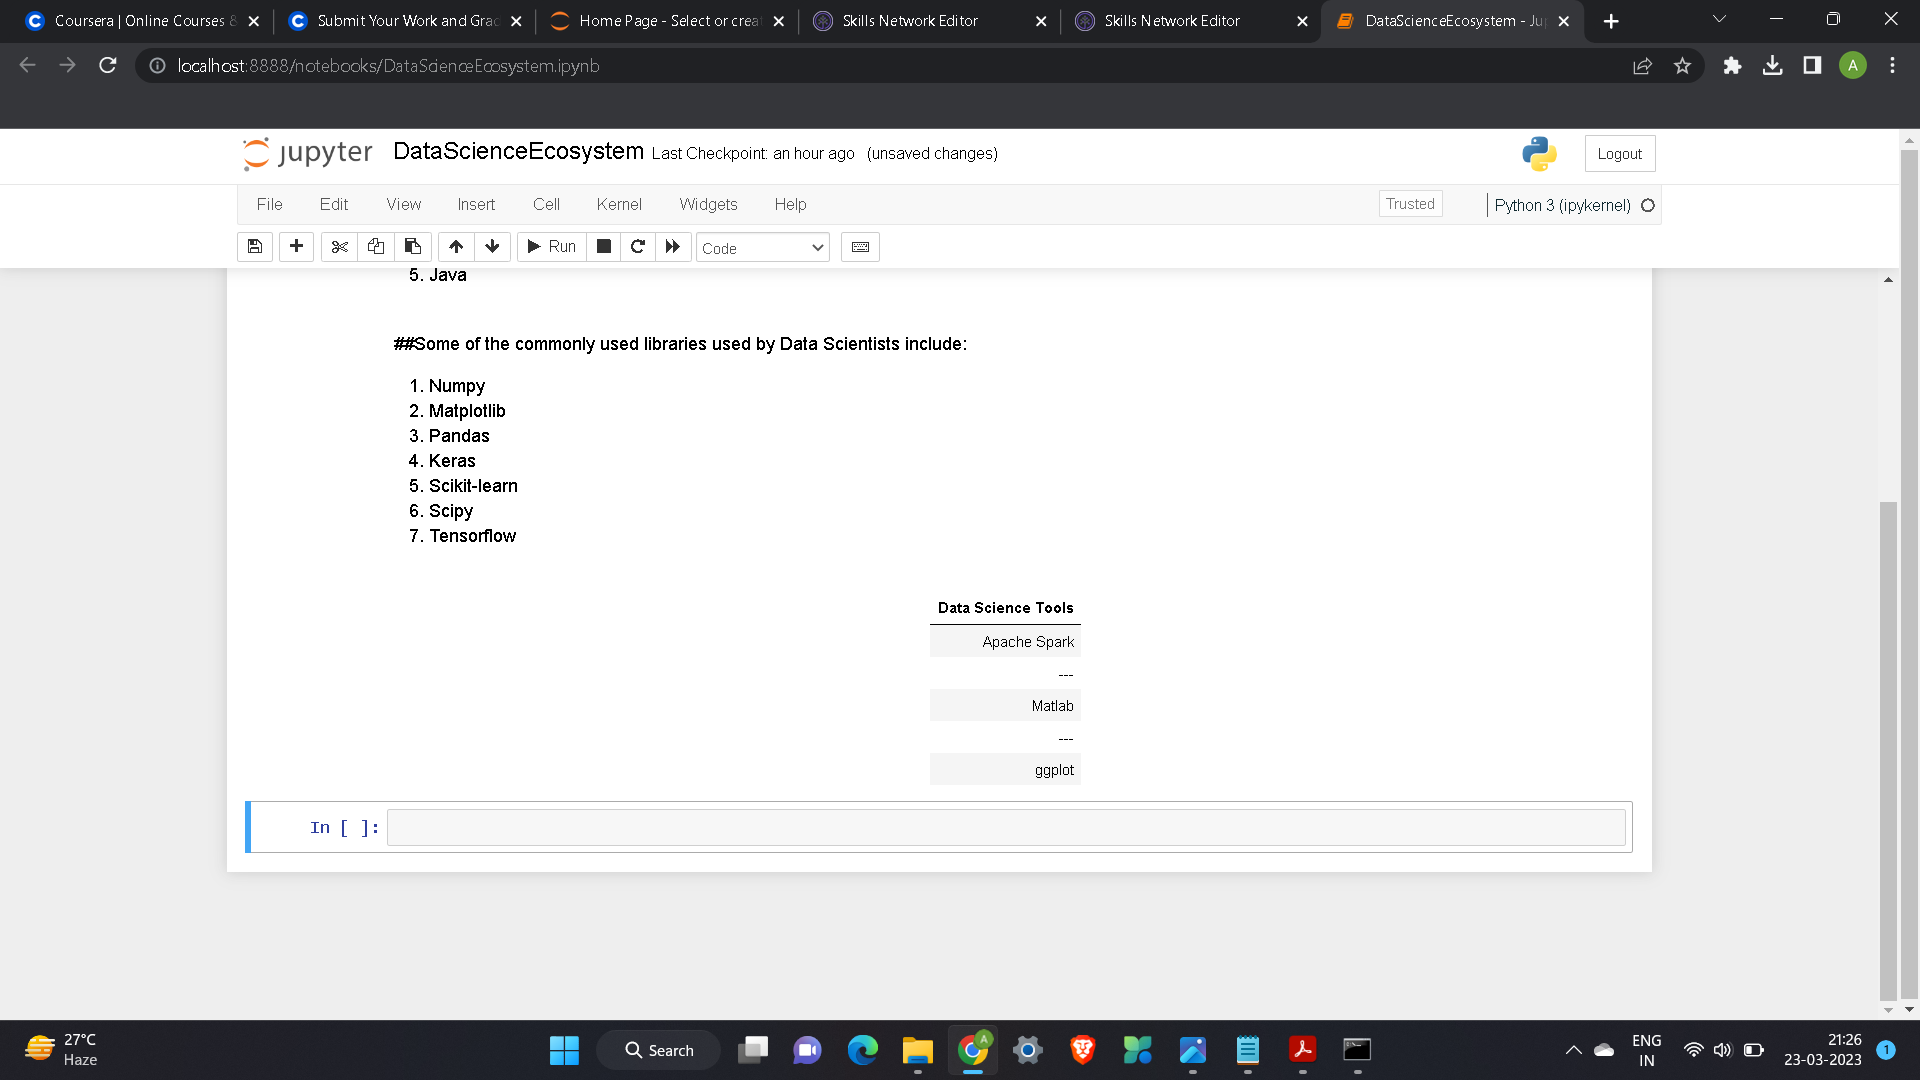 Coursera | Online Courses &
Submit Your Work and Grad
Home Page - Select or creat
Skills Network Editor
Skills Network Editor
DataScienceEcosystem - Jup
localhost:8888/notebooks/DataScienceEcosystem.ipynb
A
jupyter DataScienceEcosystem Last Checkpoint: an hour ago (unsaved changes)
Logout
File Edit View Insert Cell Kernel Widgets Help
Trusted
Python 3 (ipykernel)
Run
Code
5. Java
##Some of the commonly used libraries used by Data Scientists include:
1. Numpy
2. Matplotlib
3. Pandas
4. Keras
5. Scikit-learn
6. Scipy
7. Tensorflow
Data Science Tools
Apache Spark
---
Matlab
---
ggplot
In [ ]:
27°C
Haze
Search
A
ENG
IN
21:26
23-03-2023
1